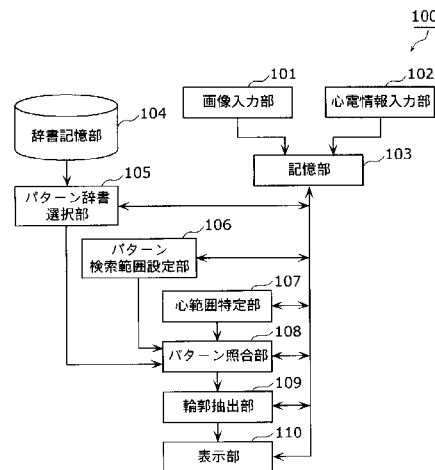 100
101
画像入力部
102
心電情報入力部
104
辞書記憶部
103
記憶部
105
パターン辞書
選択部
106
パターン
検索範囲設定部
107
心範囲特定部
108
パターン照合部
109
輪郭抽出部
110
表示部